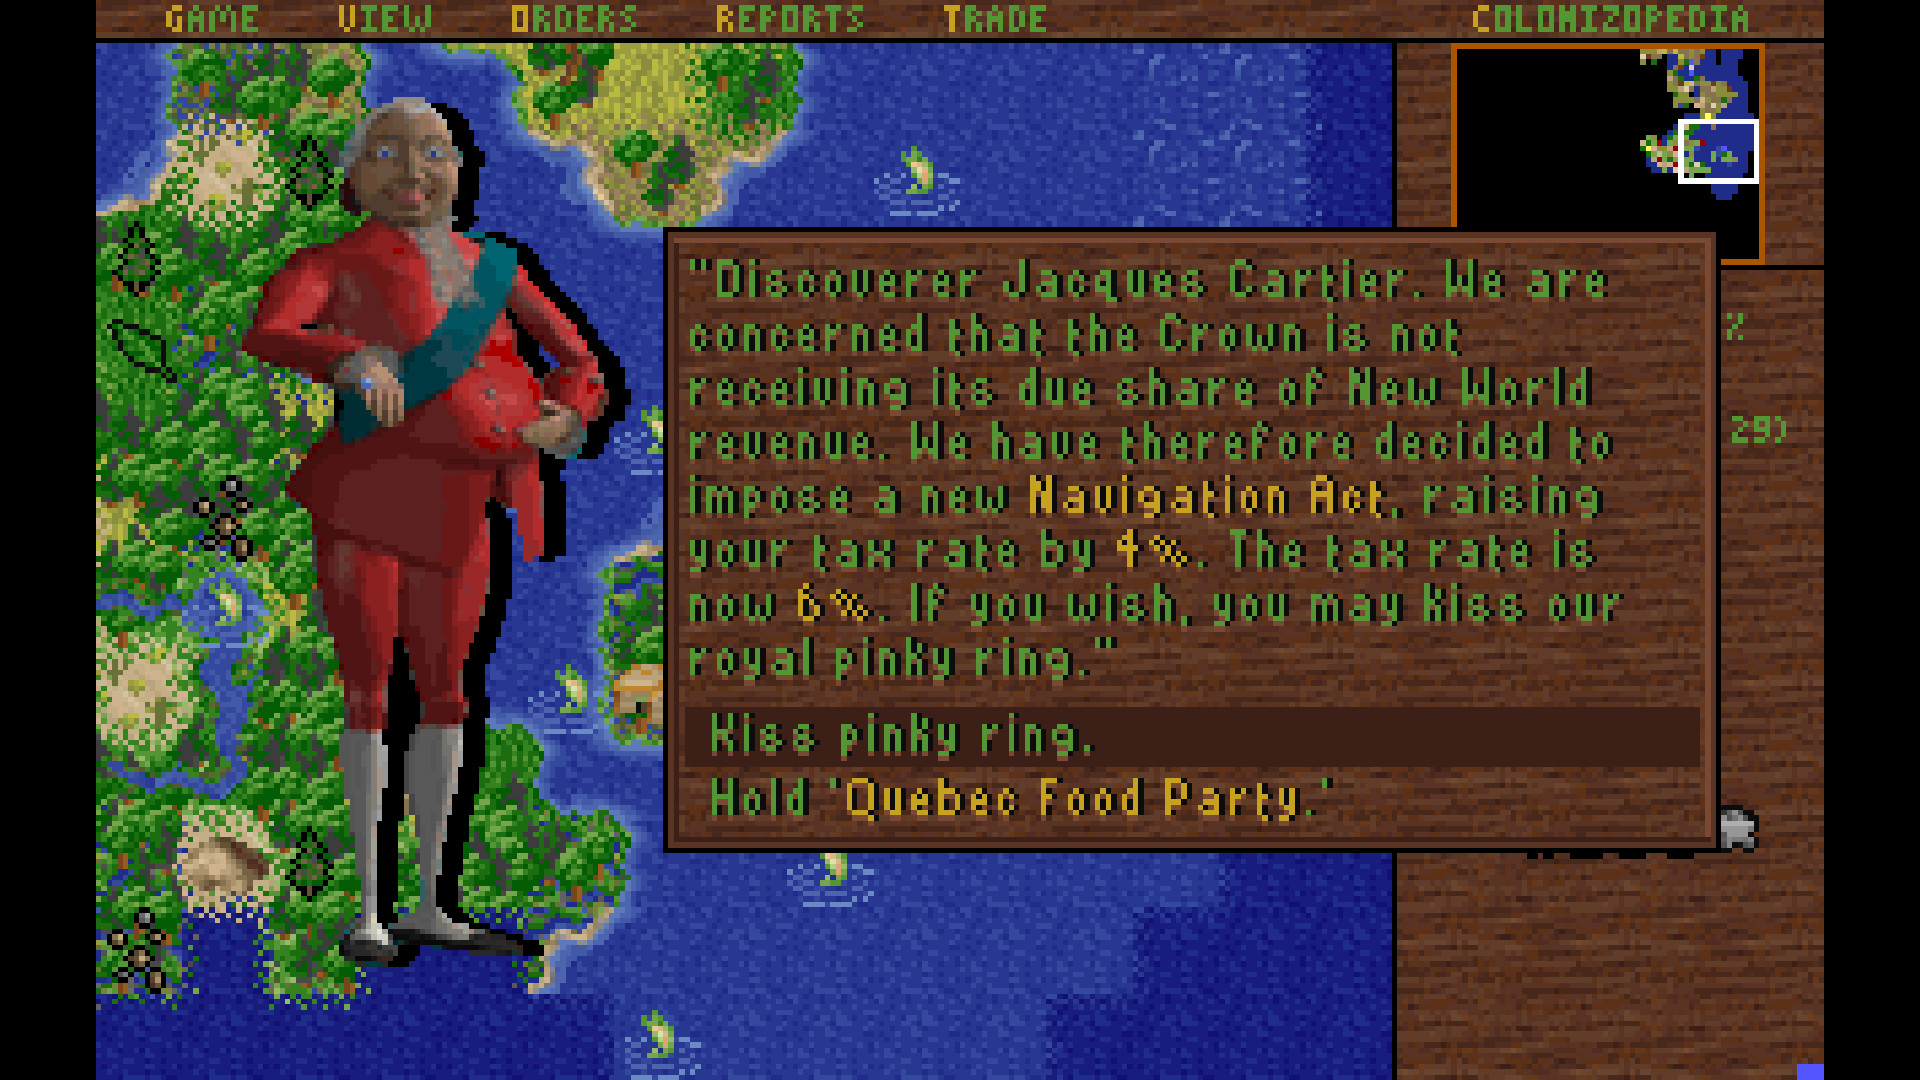 GAME VIEW ORDERS REPORTS TRADE COLONIZOPEDIA
"Discoverer Jacques Cartier. We are
concerned that the Crown is not
receiving its due share of New World
revenue. We have therefore decided to
impose a new Navigation Act, raising
your tax rate by 4%. The tax rate is
now 6%. If you wish, you may kiss our
royal pinky ring."
Kiss pinky ring.
Hold 'Quebec Food Party.'
%
29)